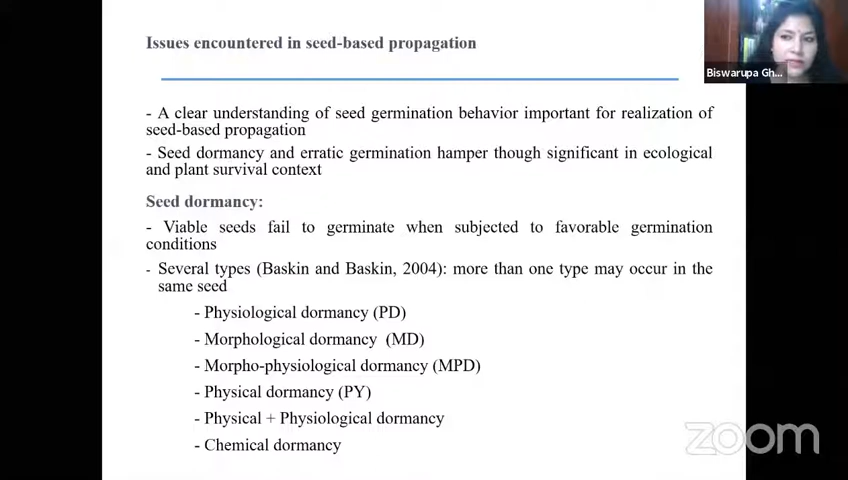 Issues encountered in seed-based propagation
Biswarupa Gh...
- A clear understanding of seed germination behavior important for realization of
seed-based propagation
- Seed dormancy and erratic germination hamper though significant in ecological
and plant survival context
Seed dormancy:
- Viable seeds fail to germinate when subjected to favorable germination
conditions
- Several types (Baskin and Baskin, 2004): more than one type may occur in the
same seed
- Physiological dormancy (PD)
- Morphological dormancy (MD)
- Morpho-physiological dormancy (MPD)
- Physical dormancy (PY)
- Physical + Physiological dormancy
- Chemical dormancy
zoom